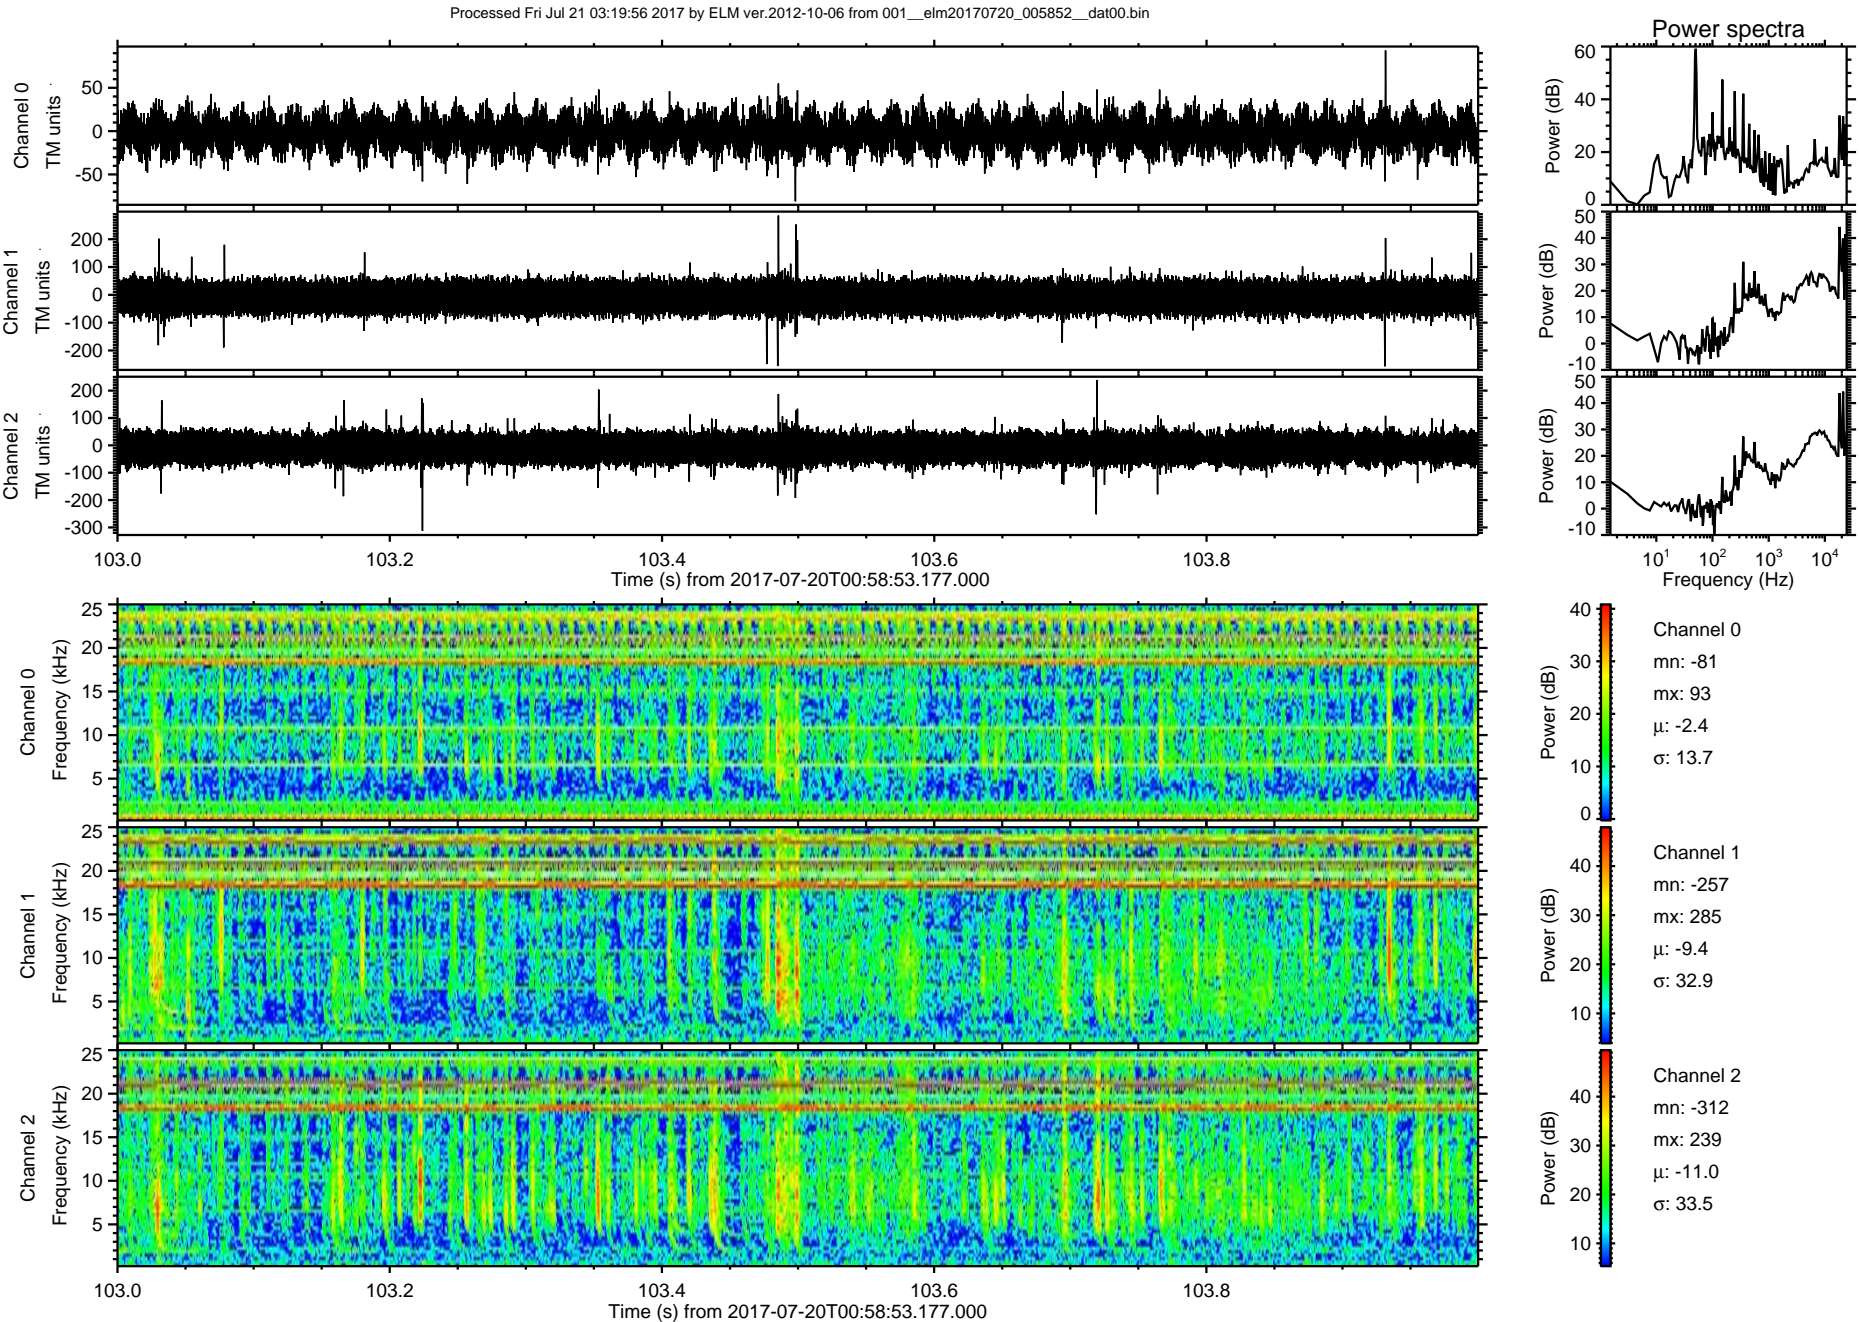 Processed Fri Jul 21 03:19:56 2017 by ELM ver.2012-10-06 from 001__elm20170720_005852__dat00.bin
Power spectra
Channel 0
TM units
50
0
-50
Power (dB)
60
40
20
0
Channel 1
TM units
200
100
0
-100
-200
Power (dB)
50
40
30
20
10
0
-10
Channel 2
TM units
200
100
0
-100
-200
-300
Power (dB)
50
40
30
20
10
0
-10
103.0 103.2 103.4 103.6 103.8
Time (s) from 2017-07-20T00:58:53.177.000
10^1 10^2 10^3 10^4
Frequency (Hz)
Channel 0
Frequency (kHz)
25
20
15
10
5
Power (dB)
40
30
20
10
0
Channel 0
mn: -81
mx: 93
μ: -2.4
σ: 13.7
Channel 1
Frequency (kHz)
25
20
15
10
5
Power (dB)
40
30
20
10
Channel 1
mn: -257
mx: 285
μ: -9.4
σ: 32.9
Channel 2
Frequency (kHz)
25
20
15
10
5
Power (dB)
40
30
20
10
Channel 2
mn: -312
mx: 239
μ: -11.0
σ: 33.5
103.0 103.2 103.4 103.6 103.8
Time (s) from 2017-07-20T00:58:53.177.000